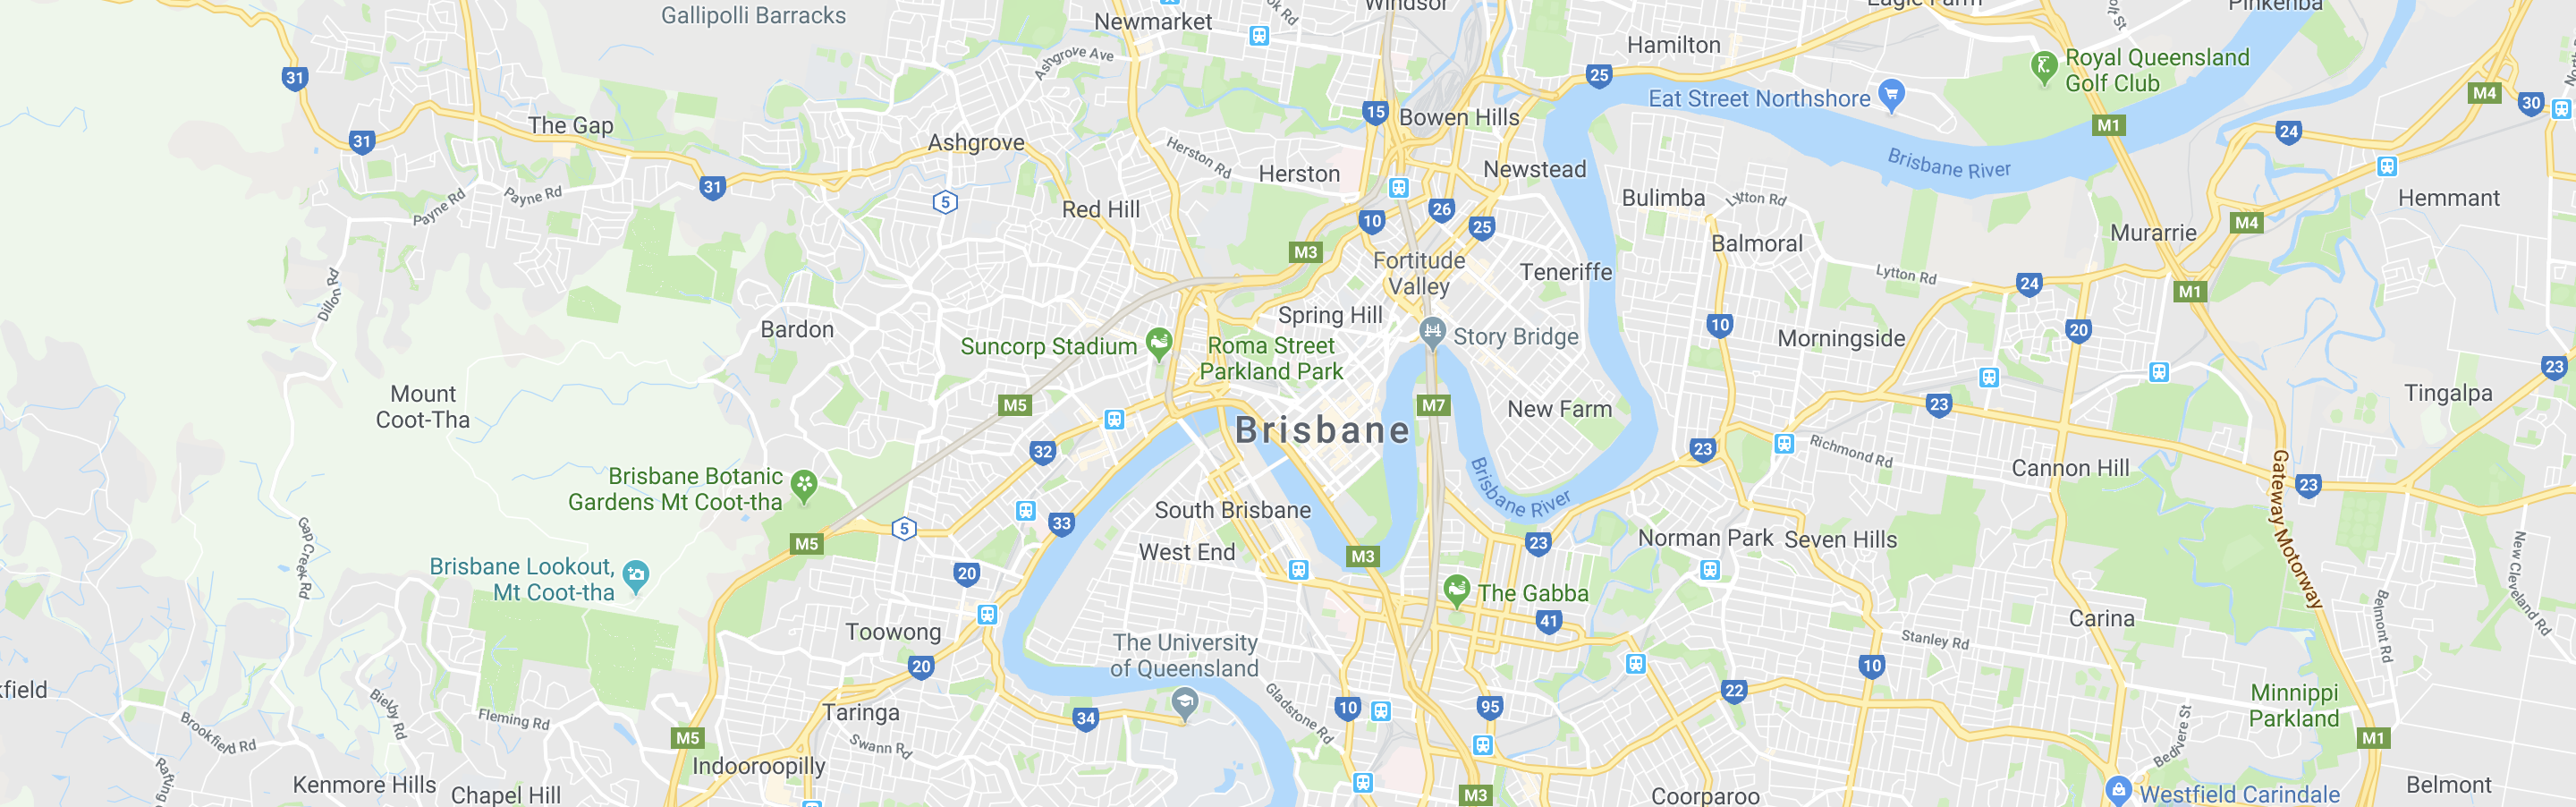 Gallipolli Barracks
Newmarket
Windsor
Eagle Farm
Pinkenba
Hamilton
Ashgrove Ave
Royal Queensland
Golf Club
31
25
M4
30
Eat Street Northshore
15
Bowen Hills
M1
24
The Gap
31
Ashgrove
Herston Rd
Herston
Newstead
Brisbane River
31
Payne Rd
Payne Rd
5
Red Hill
10
26
25
Bulimba
Lytton Rd
Hemmant
M4
Murarrie
M3
Fortitude
Valley
Teneriffe
Balmoral
Lytton Rd
24
M1
Dillon Rd
Bardon
Spring Hill
Suncorp Stadium
Roma Street
Parkland Park
Story Bridge
10
Morningside
20
23
Mount
Coot-Tha
M5
Brisbane
M7
New Farm
23
Tingalpa
32
23
Richmond Rd
Cannon Hill
Brisbane Botanic
Gardens Mt Coot-tha
Brisbane River
23
Gateway Motorway
South Brisbane
33
5
M5
West End
M3
23
Norman Park
Seven Hills
Gap Creek Rd
New Cleveland Rd
Brisbane Lookout,
Mt Coot-tha
20
The Gabba
41
Carina
Belmont Rd
Toowong
The University
of Queensland
Stanley Rd
20
10
22
kfield
Bielby Rd
Fleming Rd
Brookfield Rd
Taringa
34
Gladstone Rd
10
95
Minnippi
Parkland
M5
Swann Rd
Bedivere St
M1
Indooroopilly
Kenmore Hills
Chapel Hill
M3
Coorparoo
Westfield Carindale
Belmont